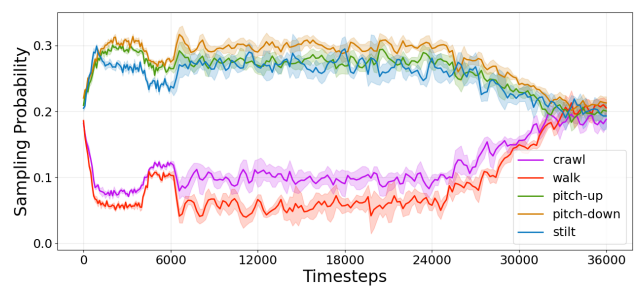 Sampling Probability
0.3
0.2
0.1
0.0
0 6000 12000 18000 24000 30000 36000
Timesteps
crawl
walk
pitch-up
pitch-down
stilt